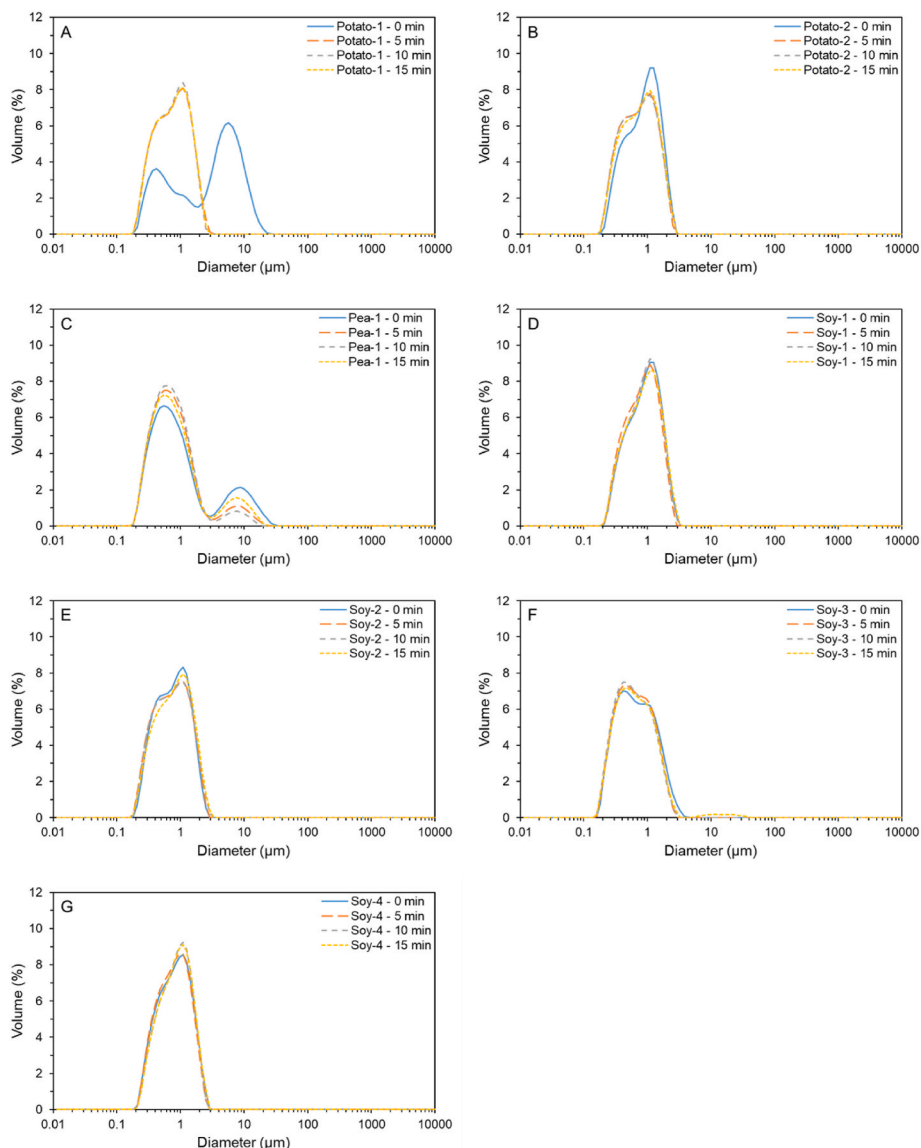 A
Potato-1 - 0 min
Potato-1 - 5 min
Potato-1 - 10 min
Potato-1 - 15 min
Volume (%)
12
10
8
6
4
2
0
0.01 0.1 1 10 100 1000 10000
Diameter (µm)
B
Potato-2 - 0 min
Potato-2 - 5 min
Potato-2 - 10 min
Potato-2 - 15 min
Volume (%)
12
10
8
6
4
2
0
0.01 0.1 1 10 100 1000 10000
Diameter (µm)
C
Pea-1 - 0 min
Pea-1 - 5 min
Pea-1 - 10 min
Pea-1 - 15 min
Volume (%)
12
10
8
6
4
2
0
0.01 0.1 1 10 100 1000 10000
Diameter (µm)
D
Soy-1 - 0 min
Soy-1 - 5 min
Soy-1 - 10 min
Soy-1 - 15 min
Volume (%)
12
10
8
6
4
2
0
0.01 0.1 1 10 100 1000 10000
Diameter (µm)
E
Soy-2 - 0 min
Soy-2 - 5 min
Soy-2 - 10 min
Soy-2 - 15 min
Volume (%)
12
10
8
6
4
2
0
0.01 0.1 1 10 100 1000 10000
Diameter (µm)
F
Soy-3 - 0 min
Soy-3 - 5 min
Soy-3 - 10 min
Soy-3 - 15 min
Volume (%)
12
10
8
6
4
2
0
0.01 0.1 1 10 100 1000 10000
Diameter (µm)
G
Soy-4 - 0 min
Soy-4 - 5 min
Soy-4 - 10 min
Soy-4 - 15 min
Volume (%)
12
10
8
6
4
2
0
0.01 0.1 1 10 100 1000 10000
Diameter (µm)